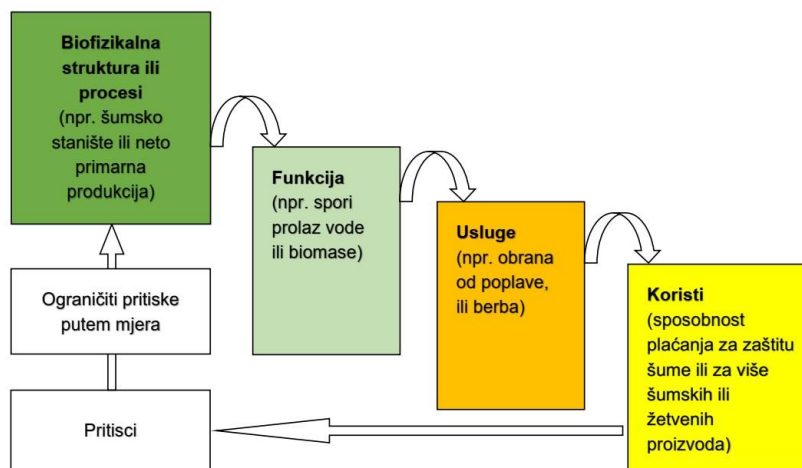 Biofizikalna
struktura ili
procesi
(npr. šumsko
stanište ili neto
primarna
produkcija)
Funkcija
(npr. spori
prolaz vode
ili biomase)
Usluge
(npr. obrana
od poplave,
ili berba)
Koristi
(sposobnost
plaćanja za zaštitu
šume ili za više
šumskih ili
žetvenih
proizvoda)
Ograničiti pritiske
putem mjera
Pritisci